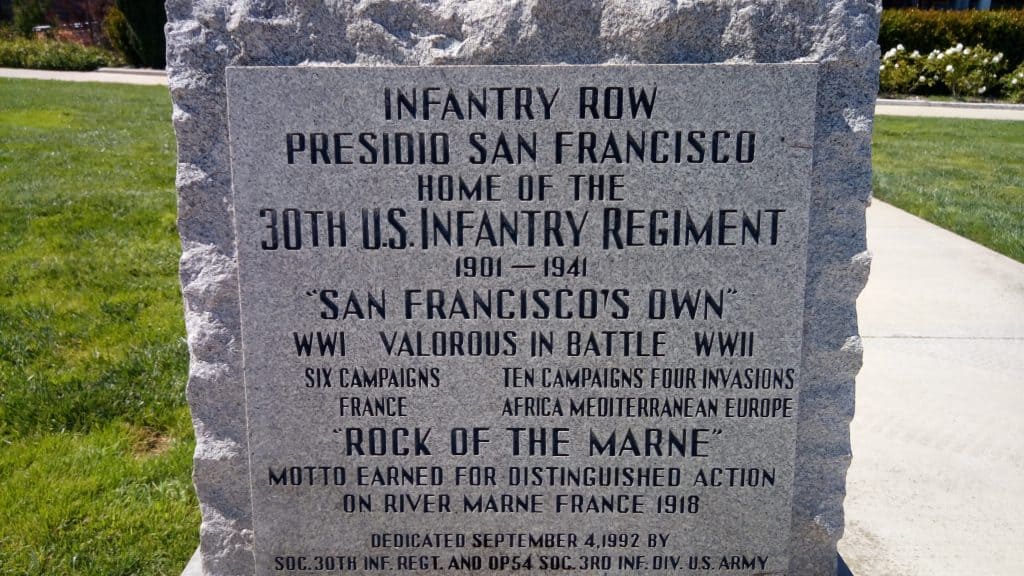 INFANTRY ROW
PRESIDIO SAN FRANCISCO
HOME OF THE
30TH U.S. INFANTRY REGIMENT
1901 — 1941
"SAN FRANCISCO'S OWN"
WWI VALOROUS IN BATTLE WWII
SIX CAMPAIGNS TEN CAMPAIGNS FOUR INVASIONS
FRANCE AFRICA MEDITERRANEAN EUROPE
"ROCK OF THE MARNE"
MOTTO EARNED FOR DISTINGUISHED ACTION
ON RIVER MARNE FRANCE 1918
DEDICATED SEPTEMBER 4, 1992 BY
SOC. 30TH INF. REGT. AND OP54 SOC. 3RD INF. DIV. U.S. ARMY